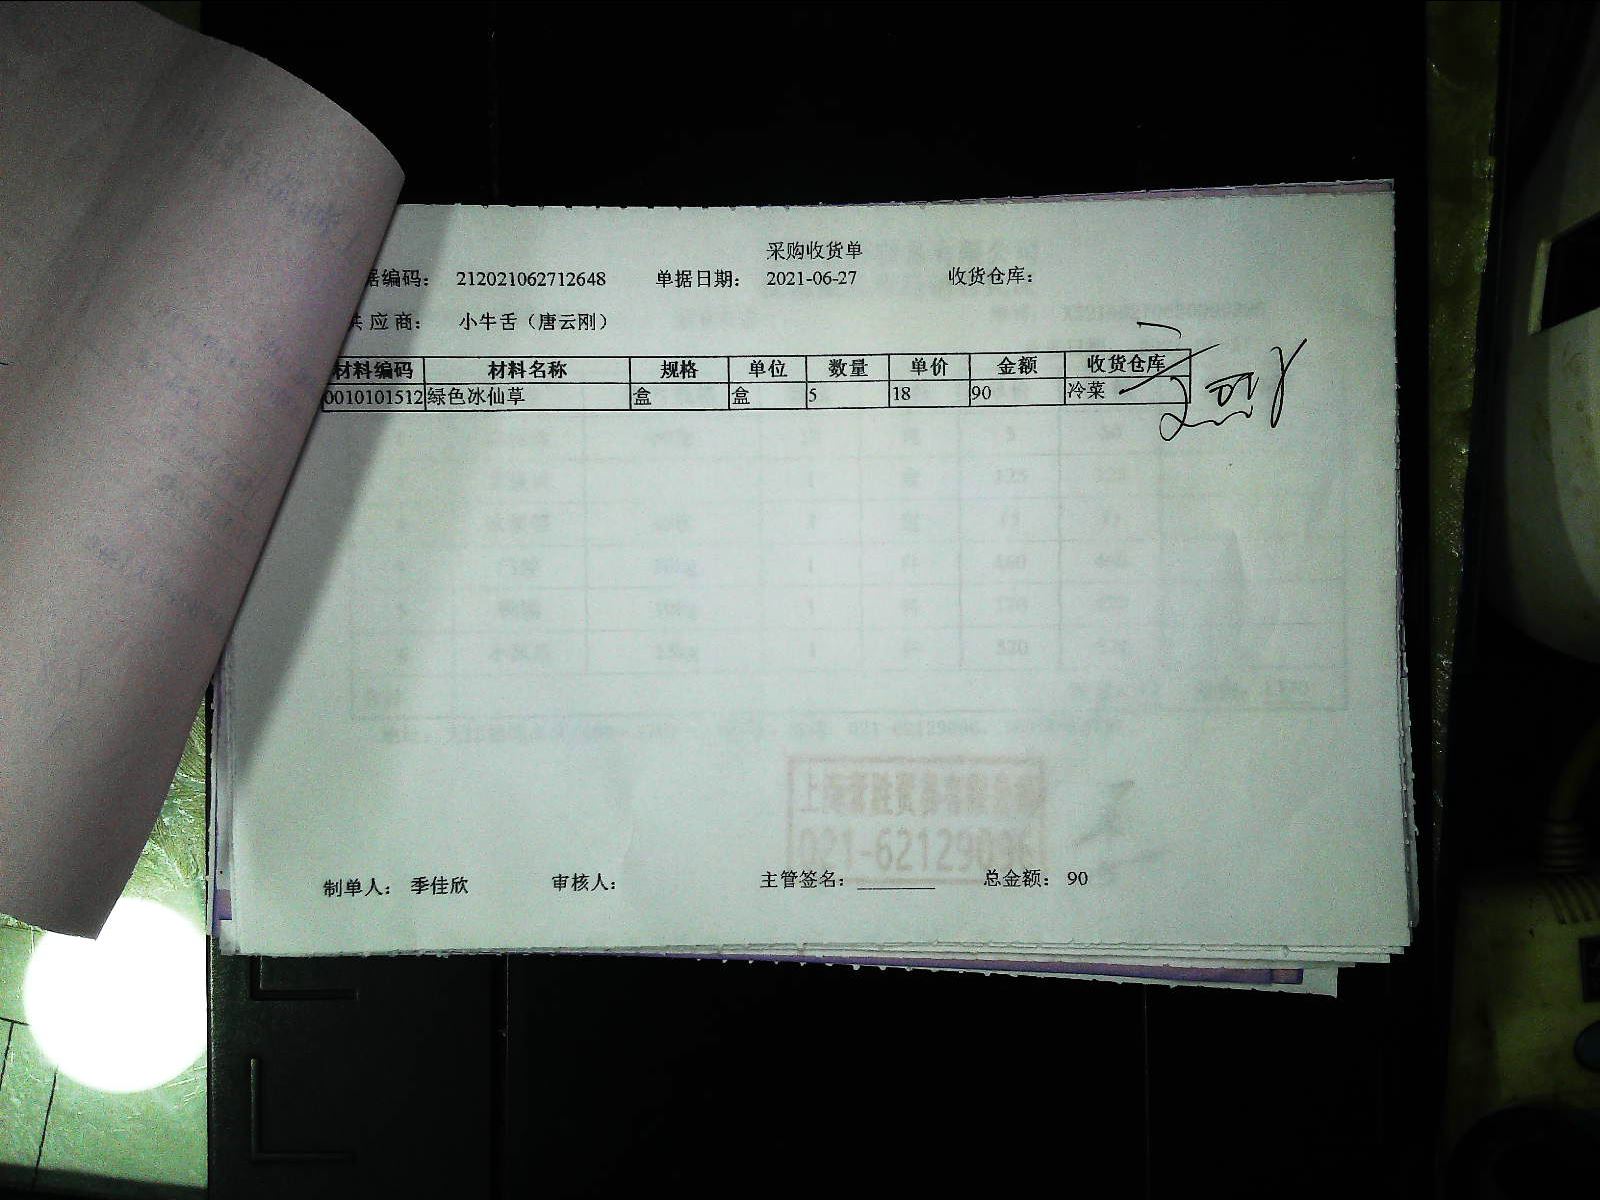 采购收货单
据编码： 212021062712648 单据日期： 2021-06-27 收货仓库：
供应商： 小牛舌（唐云刚）
材料编码 材料名称 规格 单位 数量 单价 金额 收货仓库
0010101512 绿色冰仙草 盒 盒 5 18 90 冷菜
021-62129006
制单人： 季佳欣 审核人： 主管签名： 总金额： 90